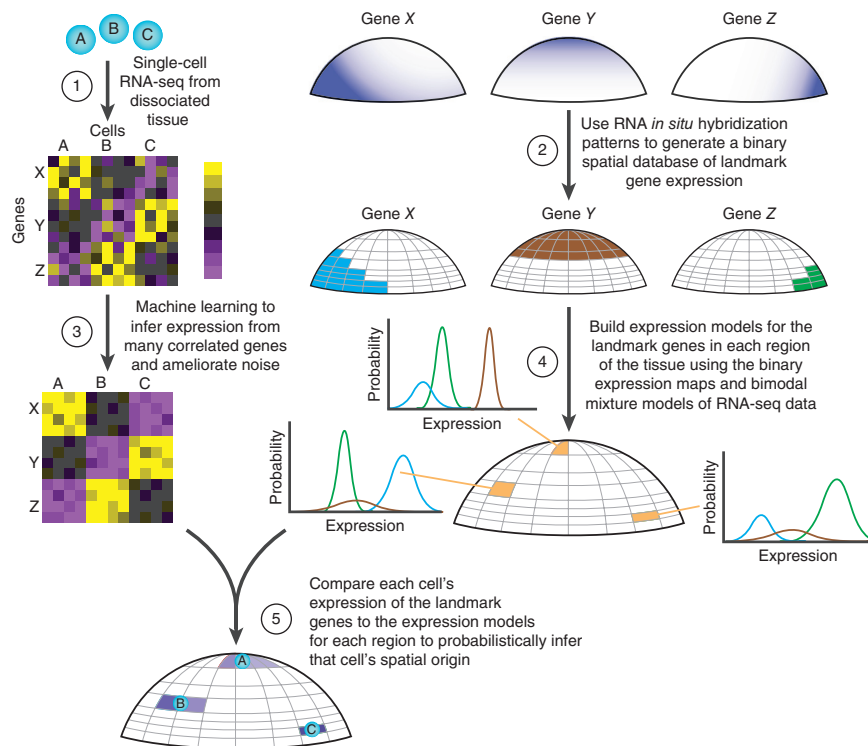 A B C
1
Single-cell
RNA-seq from
dissociated
tissue
Cells
A B C
Genes
X
Y
Z
Gene X
Gene Y
Gene Z
2
Use RNA in situ hybridization
patterns to generate a binary
spatial database of landmark
gene expression
Gene X
Gene Y
Gene Z
3
Machine learning to
infer expression from
many correlated genes
and ameliorate noise
A B C
X
Y
Z
4
Build expression models for the
landmark genes in each region
of the tissue using the binary
expression maps and bimodal
mixture models of RNA-seq data
Probability
Expression
Probability
Expression
Probability
Expression
5
Compare each cell's
expression of the landmark
genes to the expression models
for each region to probabilistically infer
that cell's spatial origin
A
B
C